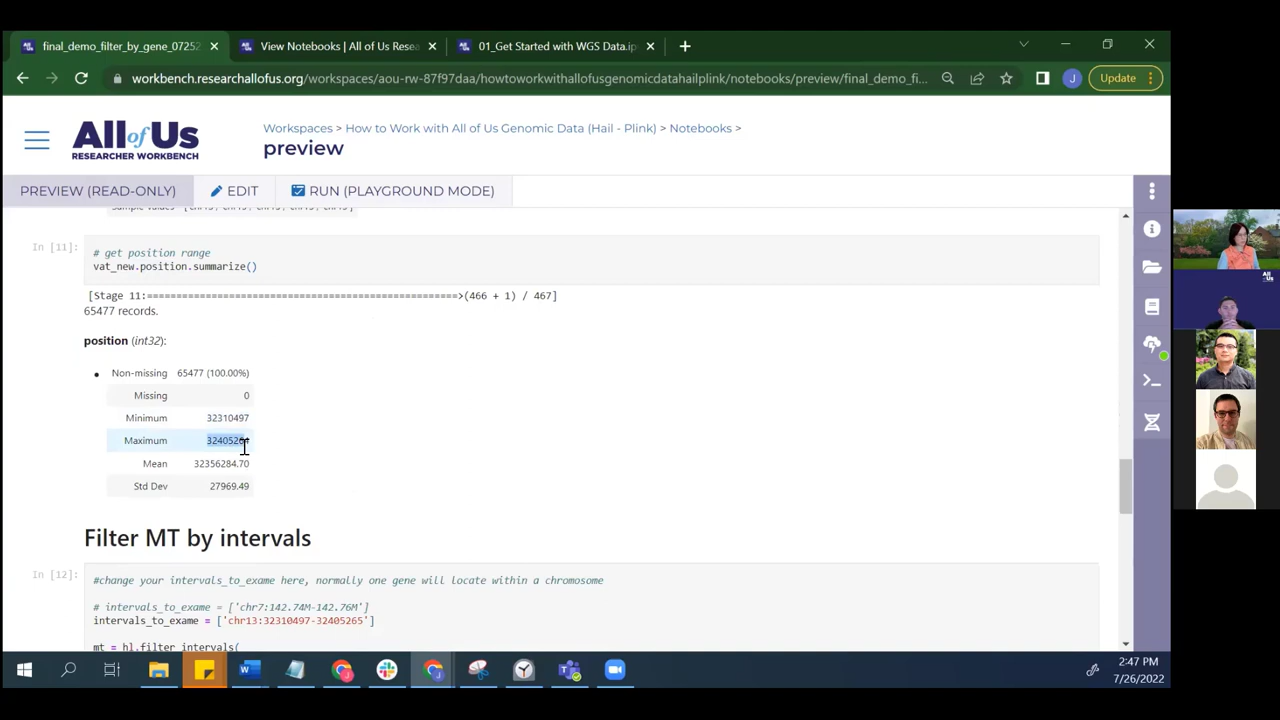 final_demo_filter_by_gene_0725
View Notebooks | All of Us Resea
01_Get Started with WGS Data.ip
workbench.researchallofus.org/workspaces/aou-rw-87f97daa/howtoworkwithallofusgenomicdatahailplink/notebooks/preview/final_demo_fi...
J
Update
All of Us
RESEARCHER WORKBENCH
Workspaces > How to Work with All of Us Genomic Data (Hail - Plink) > Notebooks >
preview
PREVIEW (READ-ONLY)
EDIT
RUN (PLAYGROUND MODE)
In [11]:
# get position range
vat_new.position.summarize()
[Stage 11:====================================================>(466 + 1) / 467]
65477 records.
position (int32):
Non-missing 65477 (100.00%)
Missing 0
Minimum 32310497
Maximum
Mean 32356284.70
Std Dev 27969.49
Filter MT by intervals
In [12]:
#change your intervals_to_exame here, normally one gene will locate within a chromosome
# intervals_to_exame = ['chr7:142.74M-142.76M']
intervals_to_exame = ['chr13:32310497-32405265']
mt = hl.filter_intervals(
2:47 PM
7/26/2022